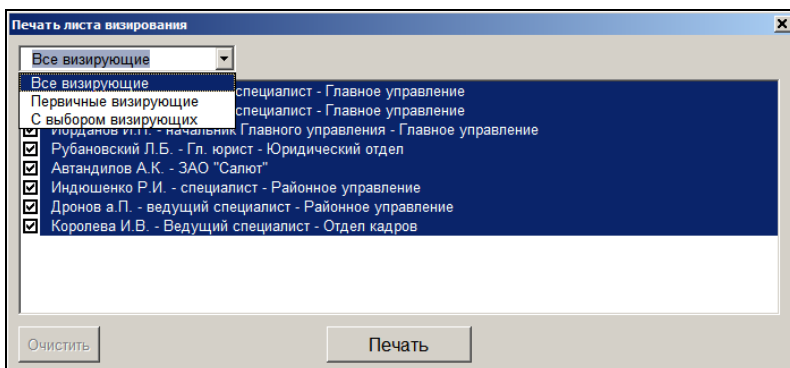 Печать листа визирования
Все визирующие
Все визирующие
Первичные визирующие
С выбором визирующих
специалист - Главное управление
специалист - Главное управление
Иорданов И.П. - начальник Главного управления - Главное управление
Рубановский Л.Б. - Гл. юрист - Юридический отдел
Автандилов А.К. - ЗАО "Салют"
Индюшенко Р.И. - специалист - Районное управление
Дронов а.П. - ведущий специалист - Районное управление
Королева И.В. - Ведущий специалист - Отдел кадров
Очистить
Печать